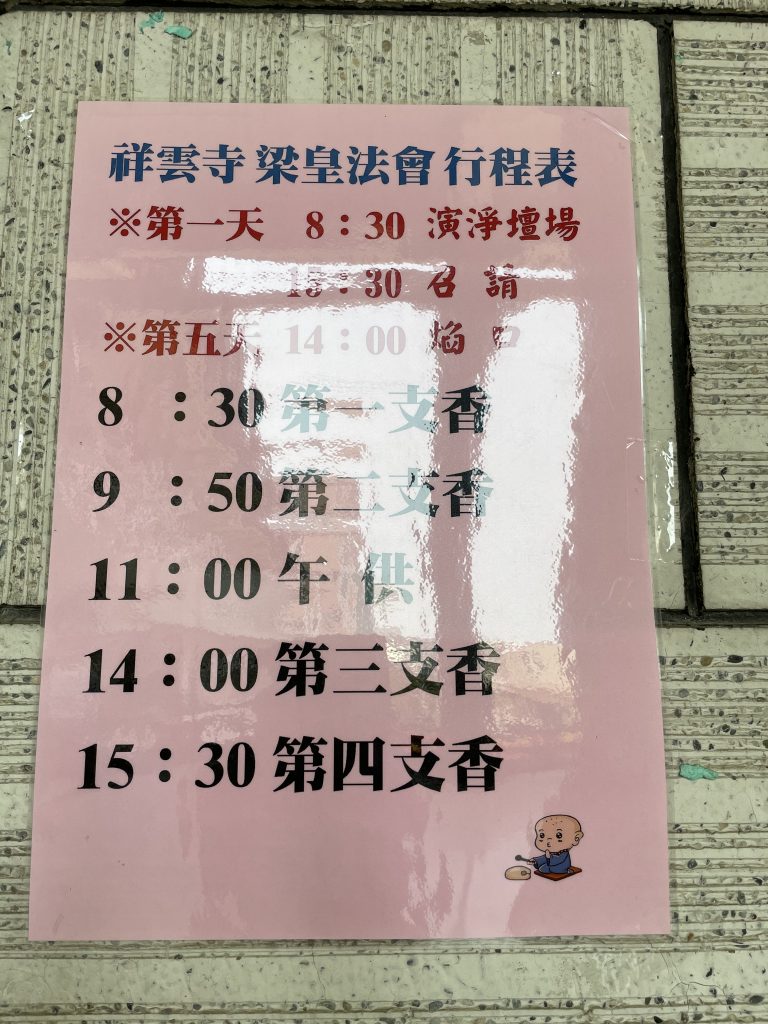 祥雲寺 梁皇法會 行程表
※第一天 8：30 演淨壇場
15：30 召請
※第五天 14：00 焰口
8：30 第一支香
9：50 第二支香
11：00 午供
14：00 第三支香
15：30 第四支香